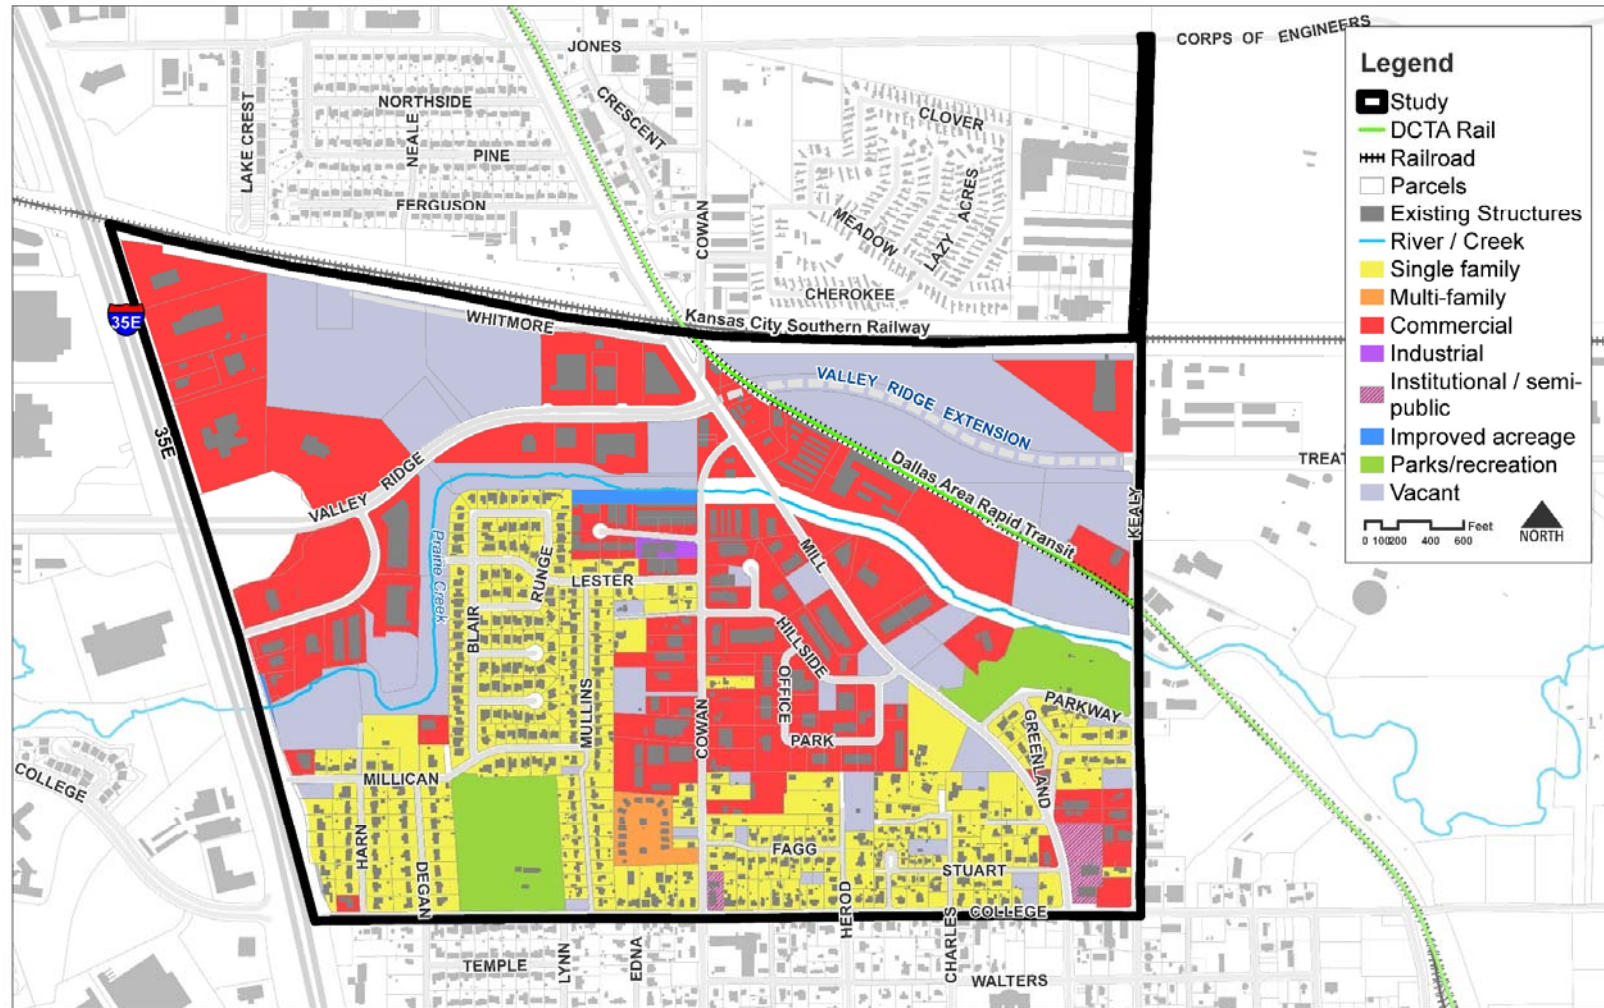 JONES
CORPS OF ENGINEERS
NORTHSIDE
CRESCENT
CLOVER
LAKE CREST
NEALE
PINE
ACRES
FERGUSON
COWAN
MEADOW
LAZY
CHEROKEE
35E
WHITMORE
Kansas City Southern Railway
VALLEY RIDGE EXTENSION
35E
VALLEY RIDGE
Dallas Area Rapid Transit
TREAT
KEALY
Prairie Creek
RUNGE
LESTER
MILL
BLAIR
HILLSIDE
OFFICE
MULLINS
COWAN
PARK
PARKWAY
GREENLAND
COLLEGE
MILLICAN
HARN
DEGAN
FAGG
STUART
HEROD
CHARLES
COLLEGE
TEMPLE
LYNN
EDNA
WALTERS
Legend
Study
DCTA Rail
Railroad
Parcels
Existing Structures
River / Creek
Single family
Multi-family
Commercial
Industrial
Institutional / semi-
public
Improved acreage
Parks/recreation
Vacant
Feet
0 100200 400 600
NORTH